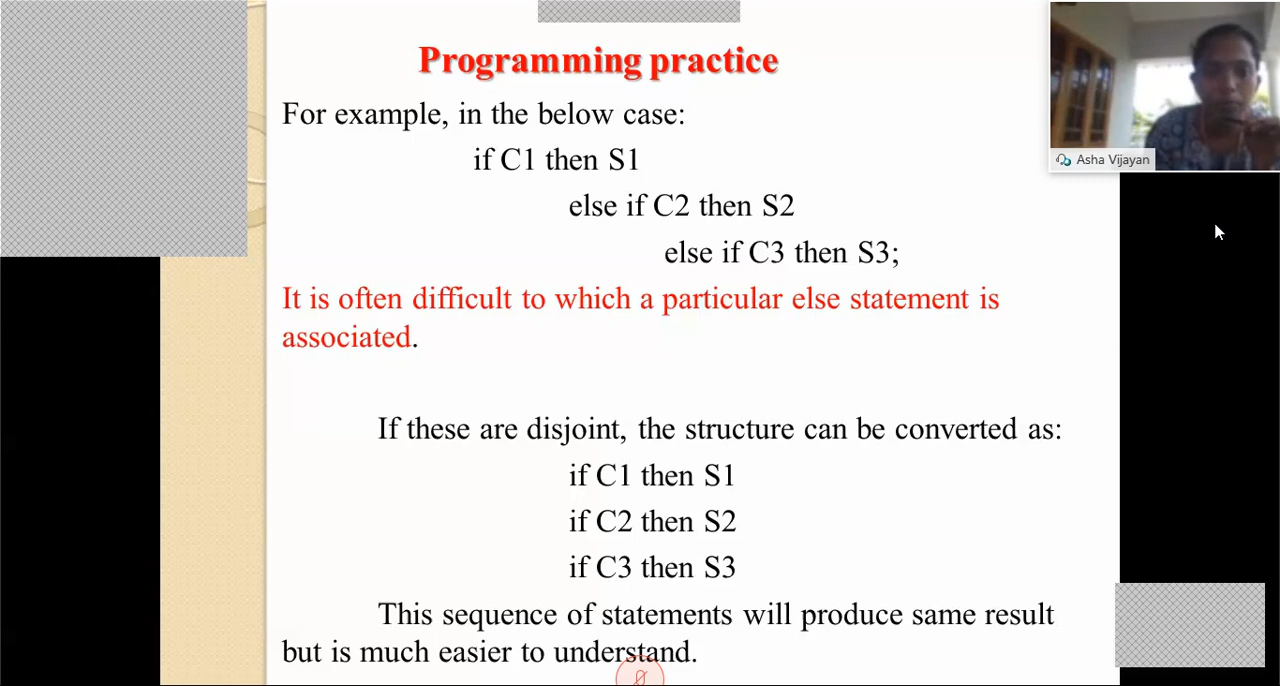 Programming practice
For example, in the below case:
if C1 then S1
else if C2 then S2
else if C3 then S3;
It is often difficult to which a particular else statement is
associated.
If these are disjoint, the structure can be converted as:
if C1 then S1
if C2 then S2
if C3 then S3
This sequence of statements will produce same result
but is much easier to understand.
Asha Vijayan